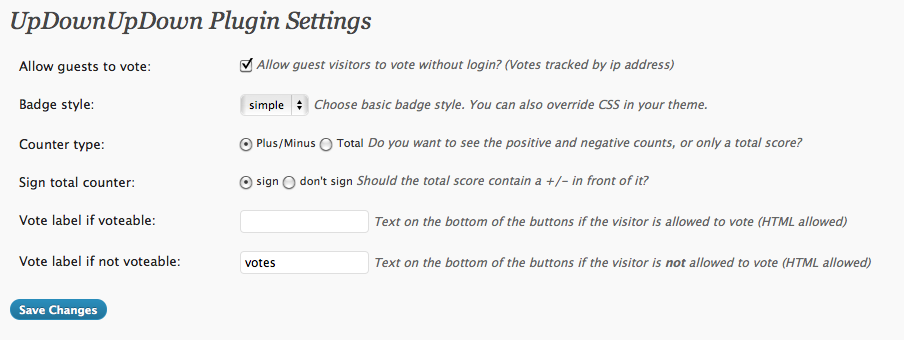 UpDownUpDown Plugin Settings
Allow guests to vote: Allow guest visitors to vote without login? (Votes tracked by ip address)
Badge style: simple Choose basic badge style. You can also override CSS in your theme.
Counter type: Plus/Minus Total Do you want to see the positive and negative counts, or only a total score?
Sign total counter: sign don't sign Should the total score contain a +/- in front of it?
Vote label if voteable: Text on the bottom of the buttons if the visitor is allowed to vote (HTML allowed)
Vote label if not voteable: votes Text on the bottom of the buttons if the visitor is not allowed to vote (HTML allowed)
Save Changes